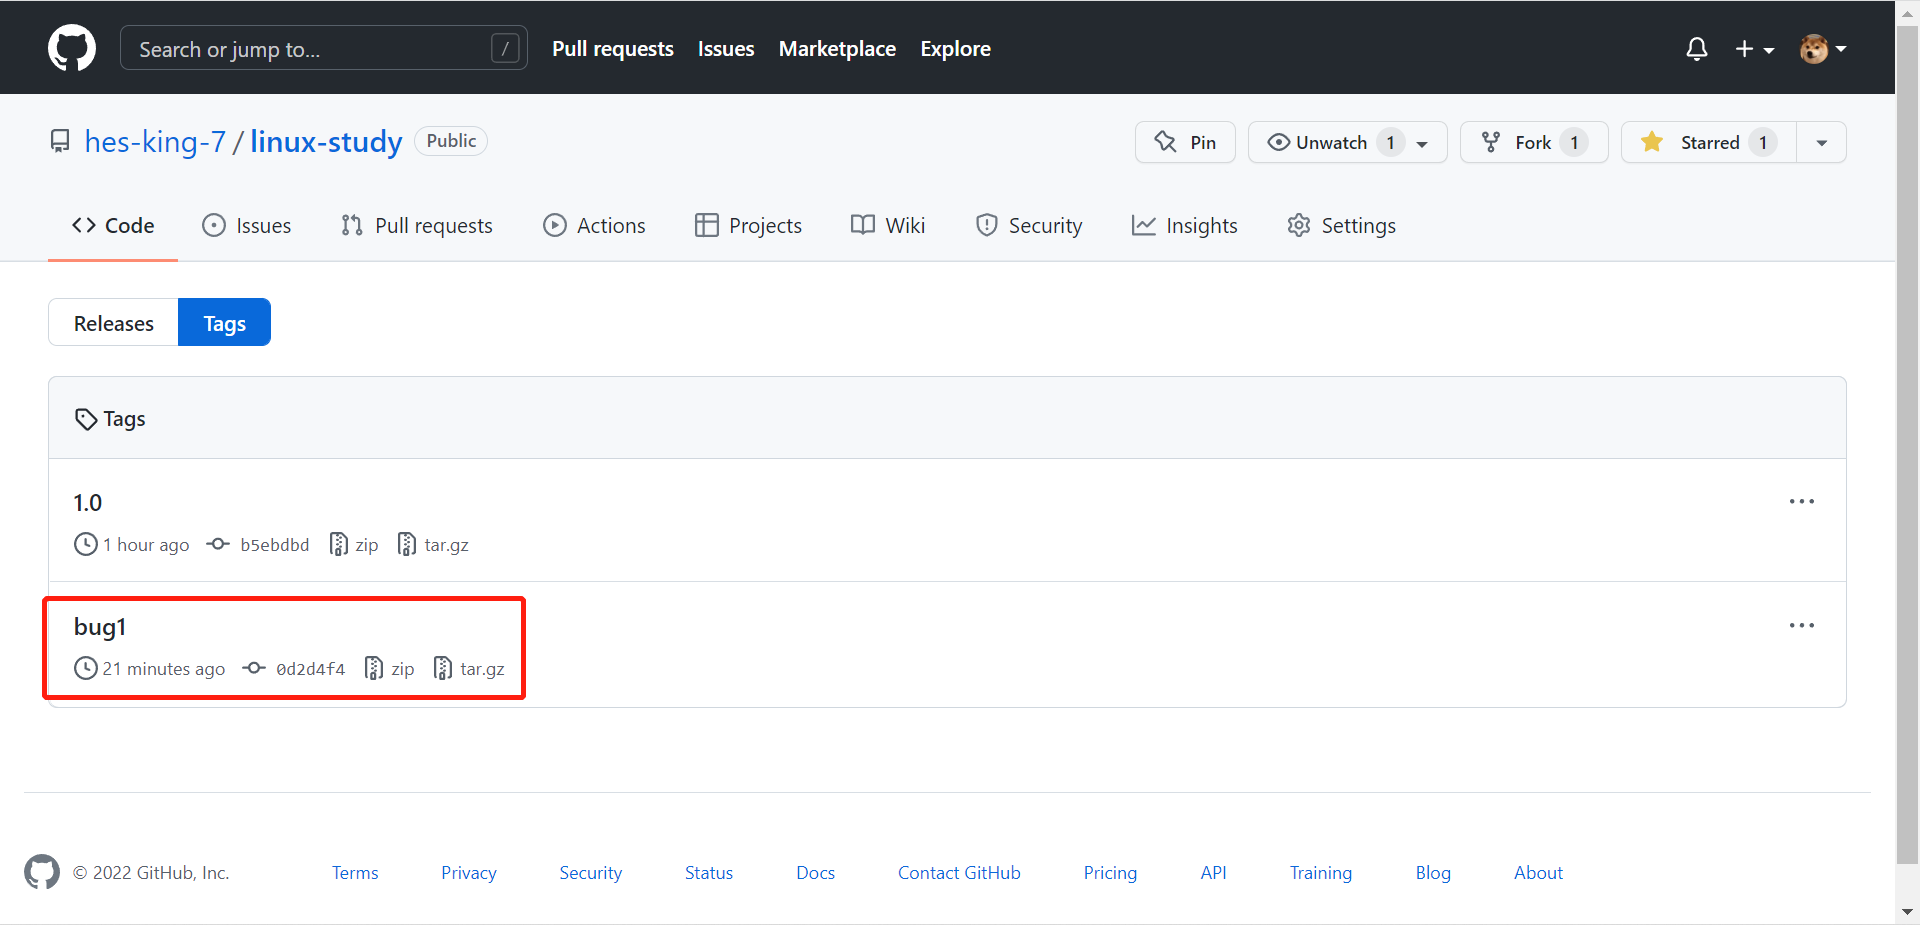 Search or jump to... / Pull requests Issues Marketplace Explore
hes-king-7 / linux-study Public Pin Unwatch 1 Fork 1 Starred 1
Code Issues Pull requests Actions Projects Wiki Security Insights Settings
Releases Tags
Tags
1.0
1 hour ago b5ebdbd zip tar.gz
bug1
21 minutes ago 0d2d4f4 zip tar.gz
© 2022 GitHub, Inc. Terms Privacy Security Status Docs Contact GitHub Pricing API Training Blog About